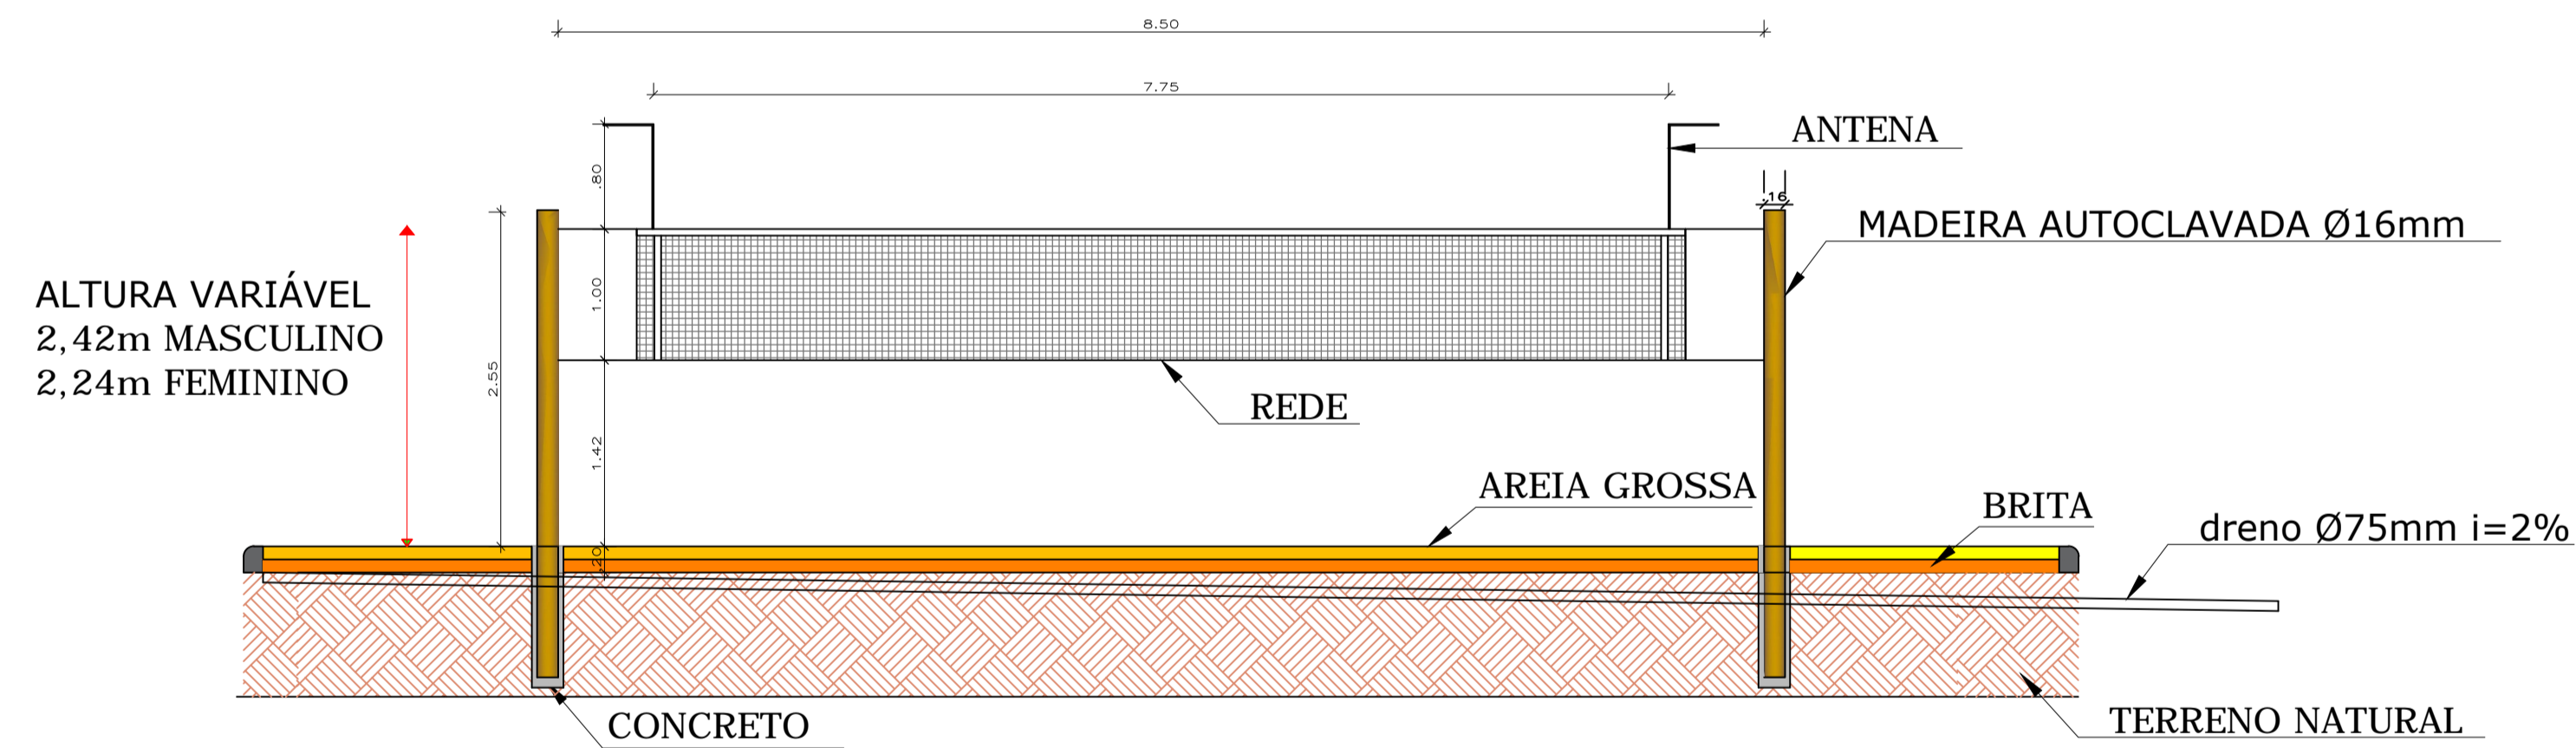 8.50
7.75
ANTENA
.80
.16
MADEIRA AUTOCLAVADA Ø16mm
ALTURA VARIÁVEL
2,42m MASCULINO
2,24m FEMININO
1.00
2.55
REDE
1.42
AREIA GROSSA
BRITA
dreno Ø75mm i=2%
.20
CONCRETO
TERRENO NATURAL